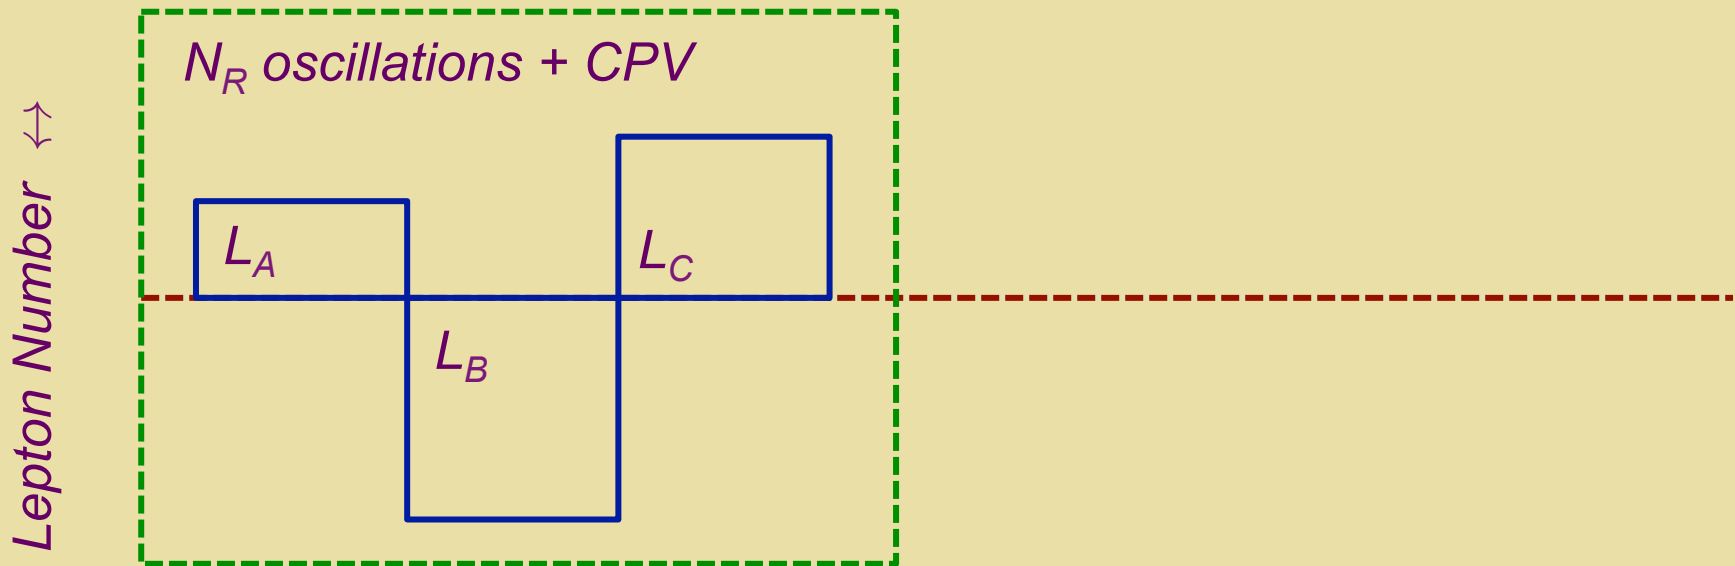 N_R oscillations + CPV
Lepton Number ↔
L_A
L_C
L_B